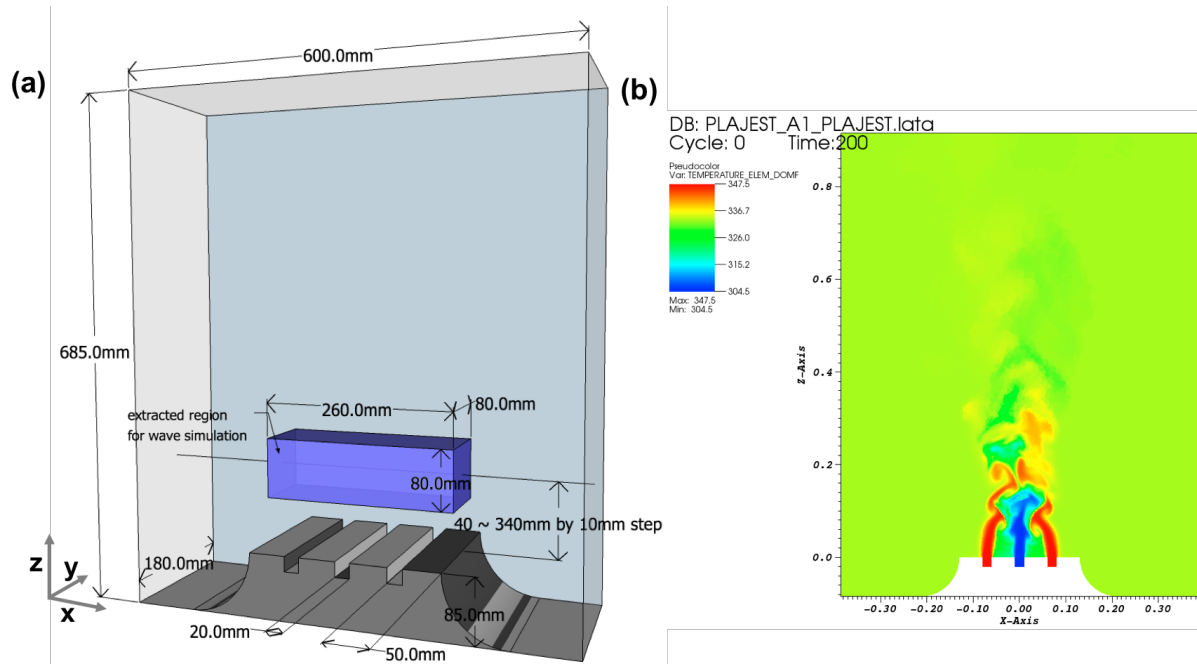 (a)
600.0mm
685.0mm
extracted region
for wave simulation
260.0mm
80.0mm
80.0mm
40 ~ 340mm by 10mm step
180.0mm
z
y
x
20.0mm
50.0mm
85.0mm
(b)
DB: PLAJEST_A1_PLAJEST.lata
Cycle: 0 Time:200
Pseudocolor
Var: TEMPERATURE_ELEM_DOMF
347.5
336.7
326.0
315.2
304.5
Max: 347.5
Min: 304.5
Z-Axis
0.8
0.6
0.4
0.2
0.0
-0.30 -0.20 -0.10 0.00 0.10 0.20 0.30
X-Axis